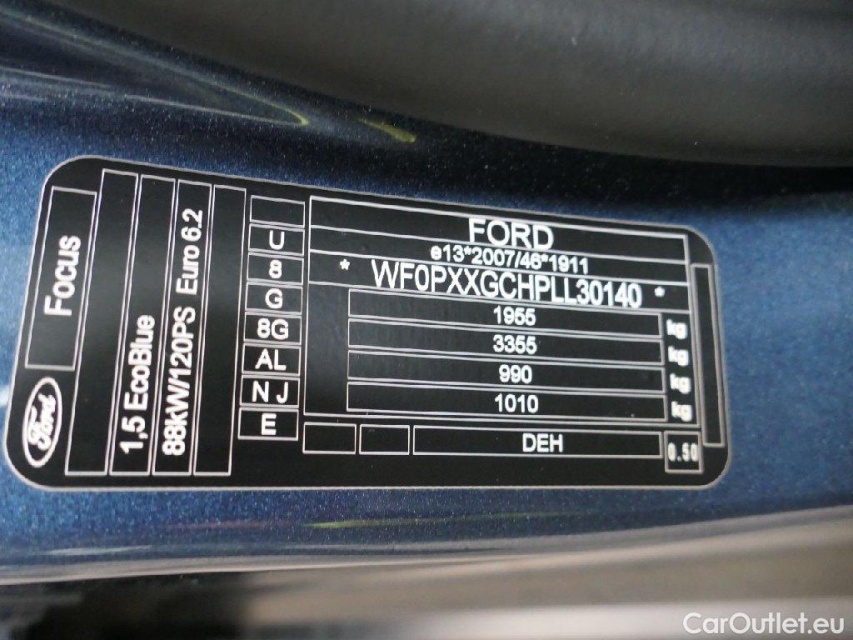 Focus
Ford
1,5 EcoBlue
88kW/120PS Euro 6.2
U
8
G
8G
AL
N J
E
FORD
e13*2007/46*1911
* WF0PXXGCHPLL30140 *
1955 kg
3355 kg
990 kg
1010 kg
DEH 0.50
CarOutlet.eu